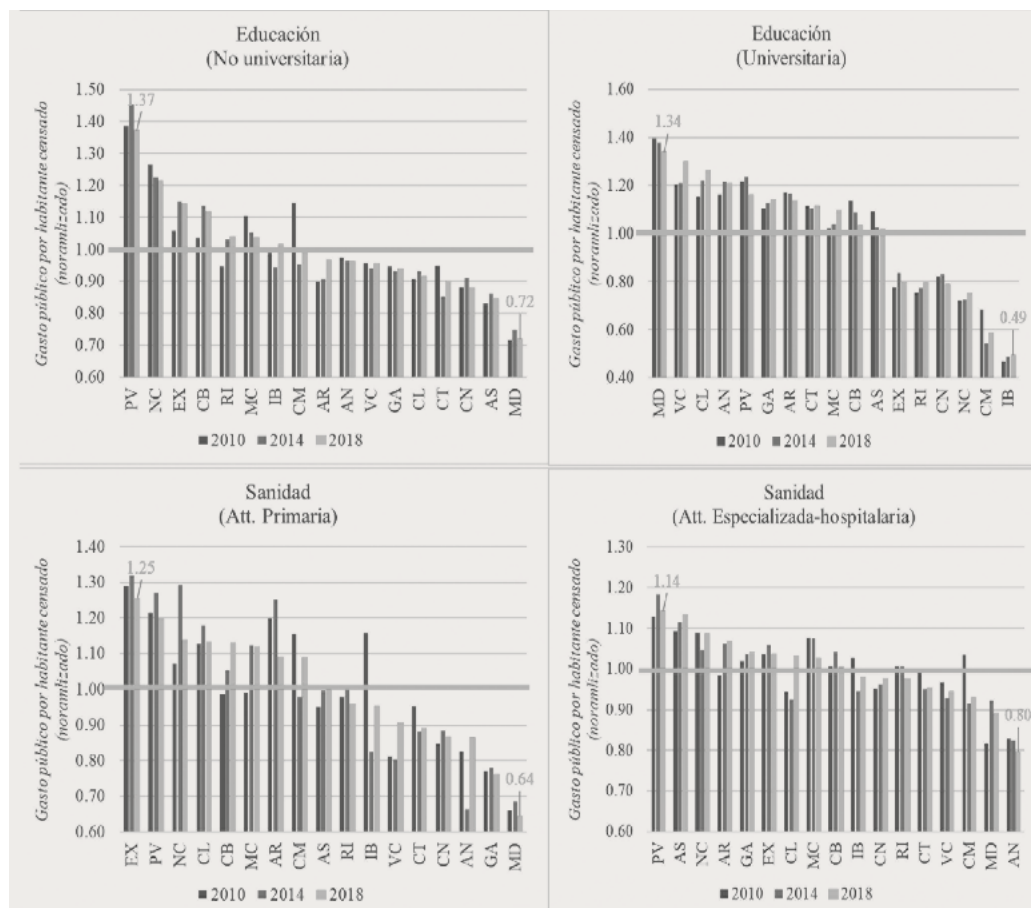 Educación
(No universitaria)
Gasto público por habitante censado
(noramlizado)
1.50
1.40
1.30
1.20
1.10
1.00
0.90
0.80
0.70
0.60
1.37
0.72
PV NC EX CB RI MC IB CM AR AN VC GA CL CT CN AS MD
2010 2014 2018
Educación
(Universitaria)
Gasto público por habitante censado
(noramlizado)
1.60
1.40
1.20
1.00
0.80
0.60
0.40
1.34
0.49
MD VC CL AN PV GA AR CT MC CB AS EX RI CN NC CM IB
2010 2014 2018
Sanidad
(Att. Primaria)
Gasto público por habitante censado
(noramlizado)
1.40
1.30
1.20
1.10
1.00
0.90
0.80
0.70
0.60
1.25
0.64
EX PV NC CL CB MC AR CM AS RI IB VC CT CN AN GA MD
2010 2014 2018
Sanidad
(Att. Especializada-hospitalaria)
Gasto público por habitante censado
(noramlizado)
1.30
1.20
1.10
1.00
0.90
0.80
0.70
0.60
1.14
0.80
PV AS NC AR GA EX CL MC CB IB CN RI CT VC CM MD AN
2010 2014 2018